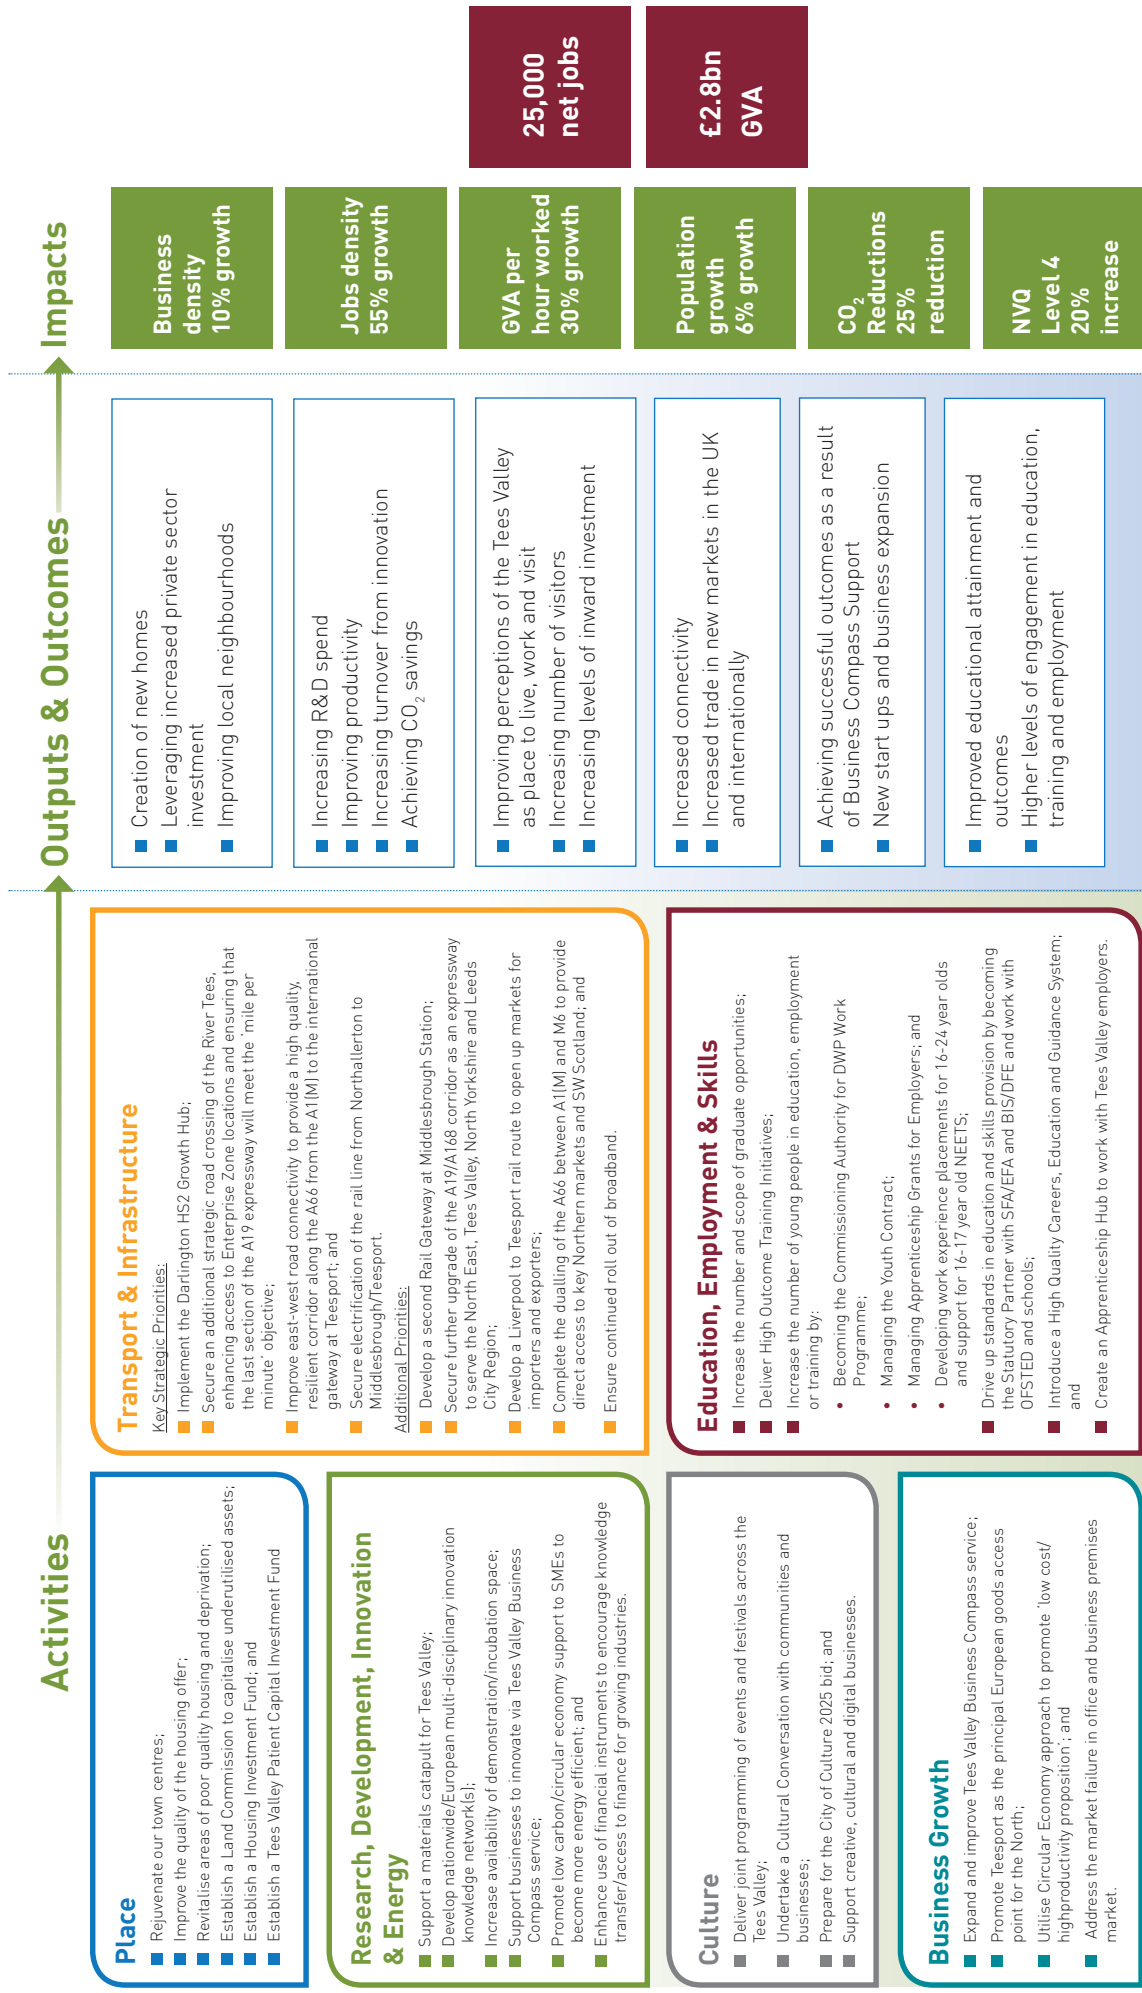 Activities
Outputs & Outcomes
Impacts
Place
Rejuvenate our town centres;
Improve the quality of the housing offer;
Revitalise areas of poor quality housing and deprivation;
Establish a Land Commission to capitalise underutilised assets;
Establish a Housing Investment Fund; and
Establish a Tees Valley Patient Capital Investment Fund
Research, Development, Innovation
& Energy
Support a materials catapult for Tees Valley;
Develop nationwide/European multi-disciplinary innovation
knowledge network(s);
Increase availability of demonstration/incubation space;
Support businesses to innovate via Tees Valley Business
Compass service;
Promote low carbon/circular economy support to SMEs to
become more energy efficient; and
Enhance use of financial instruments to encourage knowledge
transfer/access to finance for growing industries.
Culture
Deliver joint programming of events and festivals across the
Tees Valley;
Undertake a Cultural Conversation with communities and
businesses;
Prepare for the City of Culture 2025 bid; and
Support creative, cultural and digital businesses.
Business Growth
Expand and improve Tees Valley Business Compass service;
Promote Teesport as the principal European goods access
point for the North;
Utilise Circular Economy approach to promote 'low cost/
highproductivity proposition'; and
Address the market failure in office and business premises
market.
Transport & Infrastructure
Key Strategic Priorities:
Implement the Darlington HS2 Growth Hub;
Secure an additional strategic road crossing of the River Tees,
enhancing access to Enterprise Zone locations and ensuring that
the last section of the A19 expressway will meet the 'mile per
minute' objective;
Improve east-west road connectivity to provide a high quality,
resilient corridor along the A66 from the A1(M) to the international
gateway at Teesport; and
Secure electrification of the rail line from Northallerton to
Middlesbrough/Teesport.
Additional Priorities:
Develop a second Rail Gateway at Middlesbrough Station;
Secure further upgrade of the A19/A168 corridor as an expressway
to serve the North East, Tees Valley, North Yorkshire and Leeds
City Region;
Develop a Liverpool to Teesport rail route to open up markets for
importers and exporters;
Complete the dualling of the A66 between A1(M) and M6 to provide
direct access to key Northern markets and SW Scotland; and
Ensure continued roll out of broadband.
Education, Employment & Skills
Increase the number and scope of graduate opportunities;
Deliver High Outcome Training Initiatives;
Increase the number of young people in education, employment
or training by:
• Becoming the Commissioning Authority for DWP Work
Programme;
• Managing the Youth Contract;
• Managing Apprenticeship Grants for Employers; and
• Developing work experience placements for 16-24 year olds
and support for 16-17 year old NEETS;
Drive up standards in education and skills provision by becoming
the Statutory Partner with SFA/EFA and BIS/DFE and work with
OFSTED and schools;
Introduce a High Quality Careers, Education and Guidance System;
and
Create an Apprenticeship Hub to work with Tees Valley employers.
Creation of new homes
Leveraging increased private sector
investment
Improving local neighbourhoods
Increasing R&D spend
Improving productivity
Increasing turnover from innovation
Achieving CO2 savings
Improving perceptions of the Tees Valley
as place to live, work and visit
Increasing number of visitors
Increasing levels of inward investment
Increased connectivity
Increased trade in new markets in the UK
and internationally
Achieving successful outcomes as a result
of Business Compass Support
New start ups and business expansion
Improved educational attainment and
outcomes
Higher levels of engagement in education,
training and employment
Business
density
10% growth
Jobs density
55% growth
GVA per
hour worked
30% growth
Population
growth
6% growth
CO2
Reductions
25%
reduction
NVQ
Level 4
20%
increase
25,000
net jobs
£2.8bn
GVA